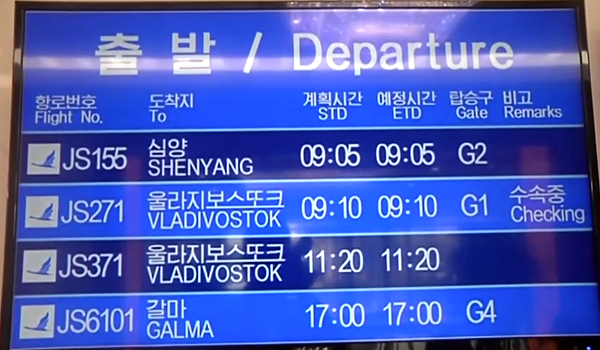 출 발 / Departure
항로번호 도착지 계획시간 예정시간 탑승구 비고
Flight No. To STD ETD Gate Remarks
JS155 심양 SHENYANG 09:05 09:05 G2
JS271 울라지보스또크 VLADIVOSTOK 09:10 09:10 G1 수속중 Checking
JS371 울라지보스또크 VLADIVOSTOK 11:20 11:20
JS6101 갈마 GALMA 17:00 17:00 G4